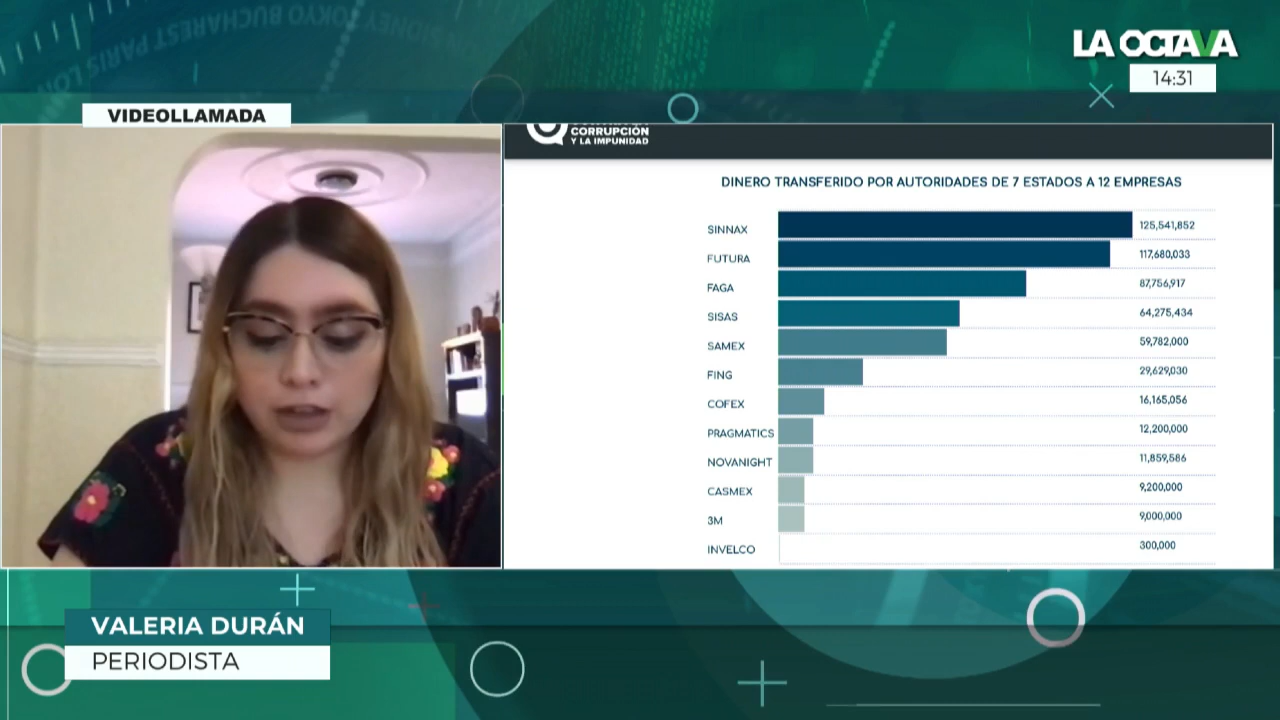 LA OCTAVA
14:31
VIDEOLLAMADA
CORRUPCIÓN
Y LA IMPUNIDAD
DINERO TRANSFERIDO POR AUTORIDADES DE 7 ESTADOS A 12 EMPRESAS
SINNAX 125,541,852
FUTURA 117,680,033
FAGA 87,756,917
SISAS 64,275,434
SAMEX 59,782,000
FING 29,629,030
COFEX 16,165,056
PRAGMATICS 12,200,000
NOVANIGHT 11,859,586
CASMEX 9,200,000
3M 9,000,000
INVELCO 300,000
VALERIA DURÁN
PERIODISTA